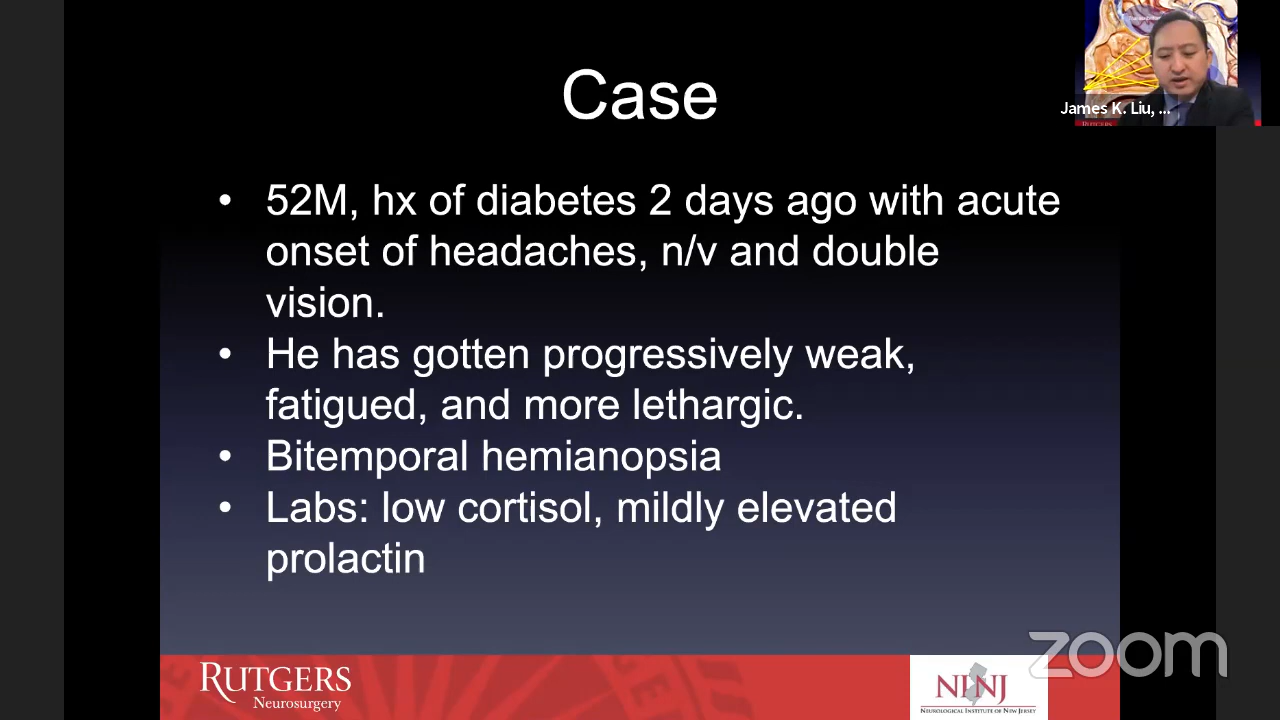 James K. Liu, ...
Case
• 52M, hx of diabetes 2 days ago with acute
onset of headaches, n/v and double
vision.
• He has gotten progressively weak,
fatigued, and more lethargic.
• Bitemporal hemianopsia
• Labs: low cortisol, mildly elevated
prolactin
RUTGERS
Neurosurgery
NINJ
NEUROLOGICAL INSTITUTE OF NEW JERSEY
zoom